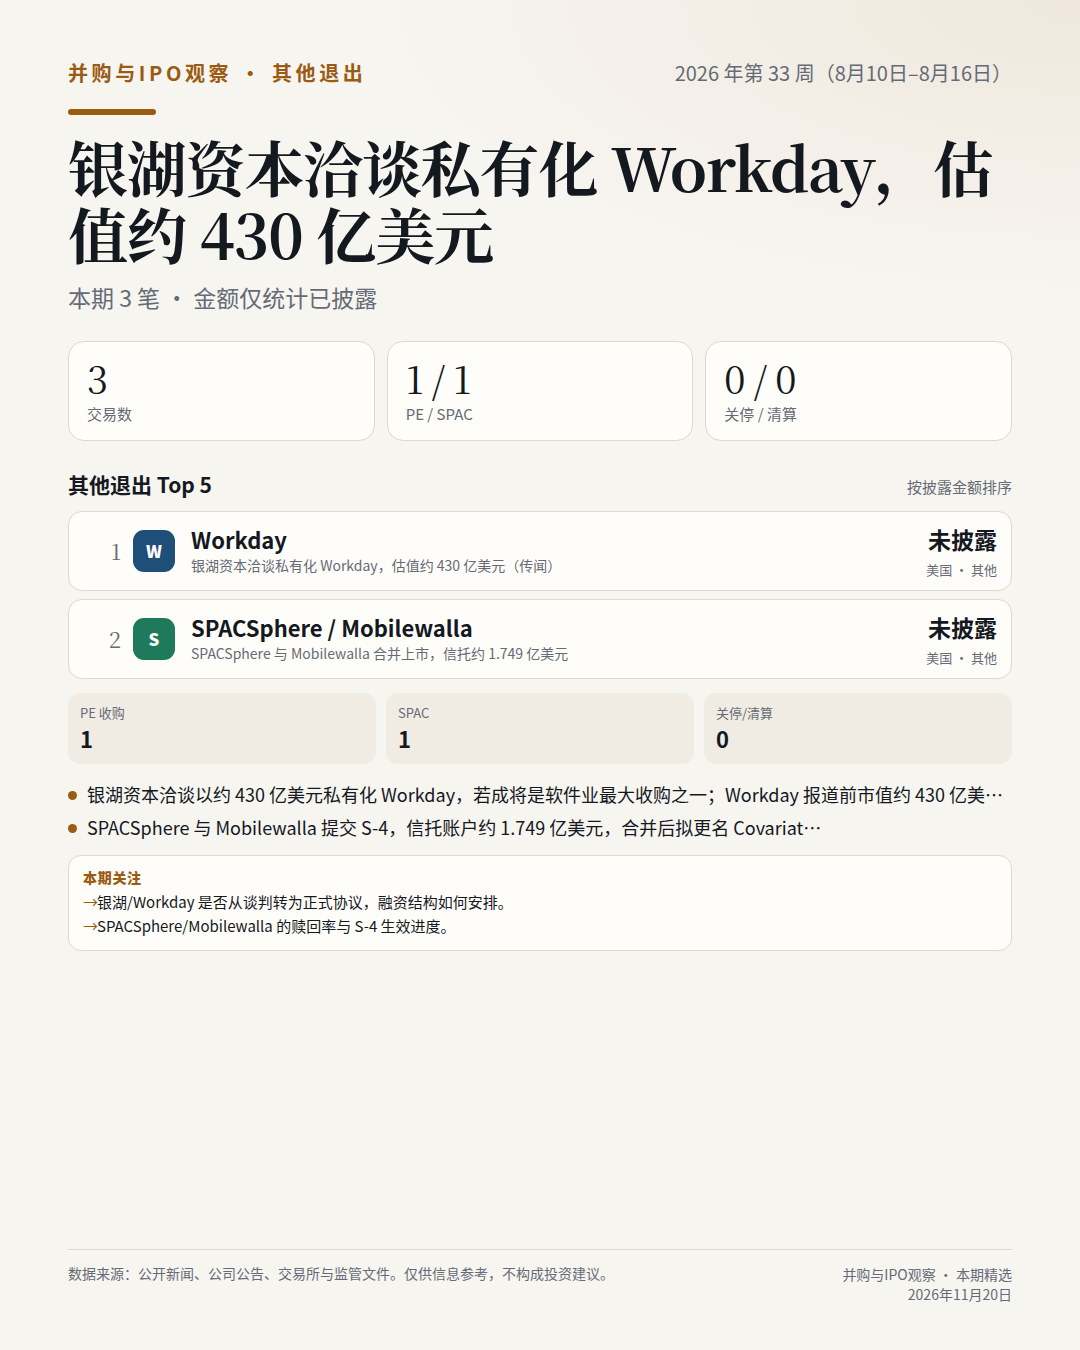 并购与IPO观察 · 其他退出
2026 年第 33 周（8月10日–8月16日）
银湖资本洽谈私有化 Workday，估
值约 430 亿美元
本期 3 笔 · 金额仅统计已披露
3
交易数
1 / 1
PE / SPAC
0 / 0
关停 / 清算
其他退出 Top 5
按披露金额排序
1
W
Workday
银湖资本洽谈私有化 Workday，估值约 430 亿美元（传闻）
未披露
美国 · 其他
2
S
SPACSphere / Mobilewalla
SPACSphere 与 Mobilewalla 合并上市，信托约 1.749 亿美元
未披露
美国 · 其他
PE 收购
1
SPAC
1
关停/清算
0
银湖资本洽谈以约 430 亿美元私有化 Workday，若成将是软件业最大收购之一；Workday 报道前市值约 430 亿美…
SPACSphere 与 Mobilewalla 提交 S-4，信托账户约 1.749 亿美元，合并后拟更名 Covariat…
本期关注
→银湖/Workday 是否从谈判转为正式协议，融资结构如何安排。
→SPACSphere/Mobilewalla 的赎回率与 S-4 生效进度。
数据来源：公开新闻、公司公告、交易所与监管文件。仅供信息参考，不构成投资建议。
并购与IPO观察 · 本期精选
2026年11月20日